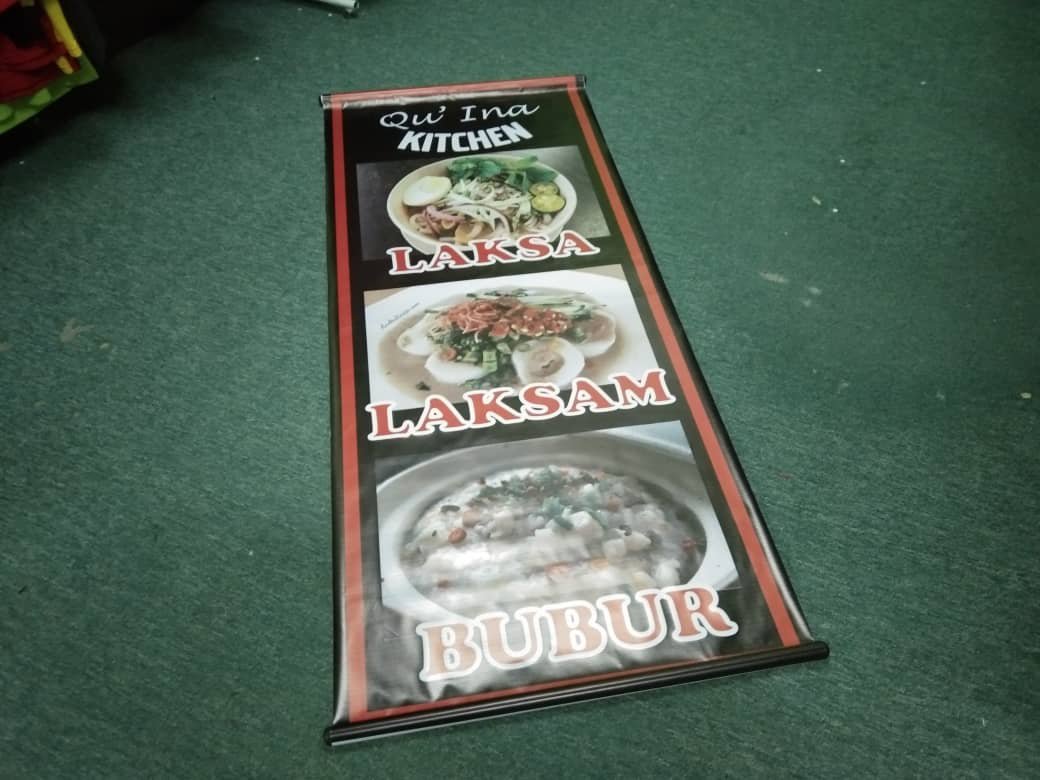 Qu' Ina
KITCHEN
LAKSA
LAKSAM
BUBUR